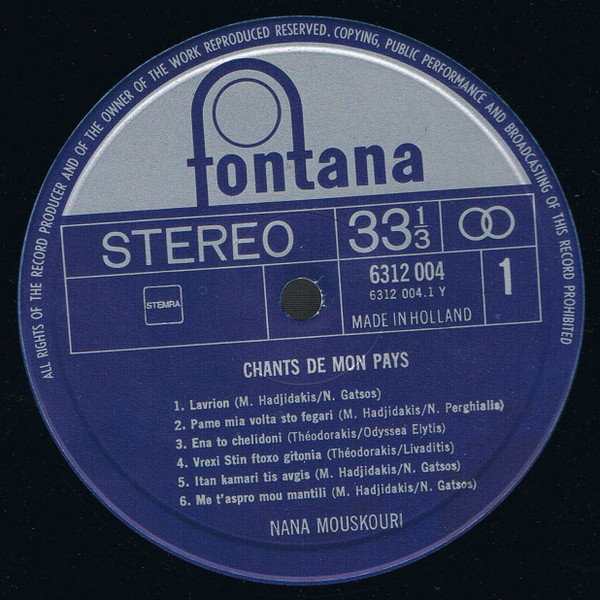 ALL RIGHTS OF THE RECORD PRODUCER AND OF THE OWNER OF THE WORK REPRODUCED RESERVED. COPYING, PUBLIC PERFORMANCE AND BROADCASTING OF THIS RECORD PROHIBITED
fontana
STEREO
33 1/3
6312 004
6312 004.1 Y
1
STEMRA
MADE IN HOLLAND
CHANTS DE MON PAYS
1. Lavrion (M. Hadjidakis/N. Gatsos)
2. Pame mia volta sto fegari (M. Hadjidakis/N. Perghialis)
3. Ena to chelidoni (Théodorakis/Odyssea Elytis)
4. Vrexi Stin ftoxo gitonia (Théodorakis/Livaditis)
5. Itan kamari tis avgis (M. Hadjidakis/N. Gatsos)
6. Me t'aspro mou mantili (M. Hadjidakis/N. Gatsos)
NANA MOUSKOURI